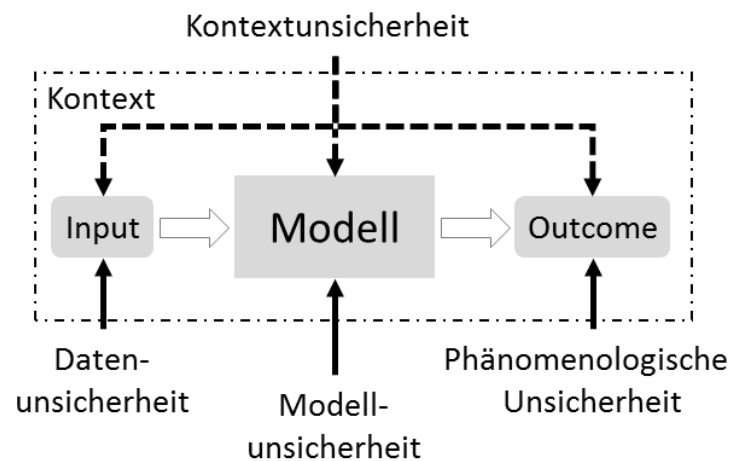 Kontextunsicherheit
Kontext
Input
Modell
Outcome
Daten-
unsicherheit
Modell-
unsicherheit
Phänomenologische
Unsicherheit